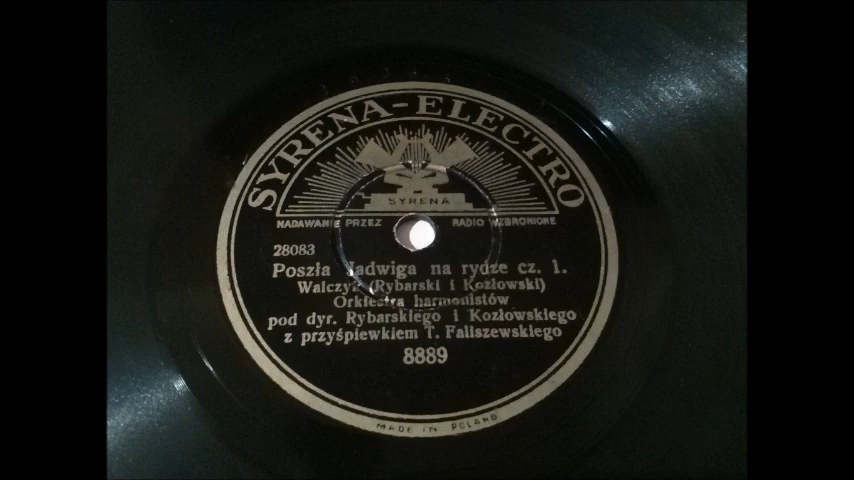 SYRENA-ELECTRO
SYRENA
NADAWANIE PRZEZ RADIO WZBRONIONE
28083
Poszła Jadwiga na rydze cz. 1.
Walczyk (Rybarski i Kozłowski)
Orkiestra harmonistów
pod dyr. Rybarskiego i Kozłowskiego
z przyśpiewkiem T. Faliszewskiego
8889
MADE IN POLAND